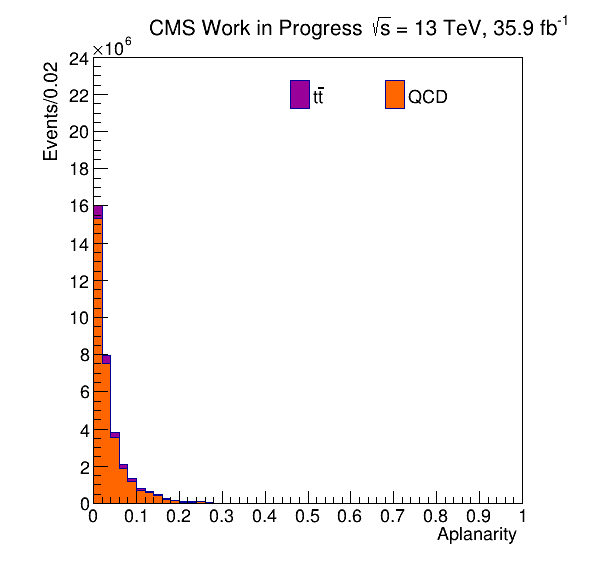 CMS Work in Progress √s = 13 TeV, 35.9 fb⁻¹
×10⁶
Events/0.02
24
22
20
18
16
14
12
10
8
6
4
2
0
tt̄
QCD
0 0.1 0.2 0.3 0.4 0.5 0.6 0.7 0.8 0.9 1
Aplanarity